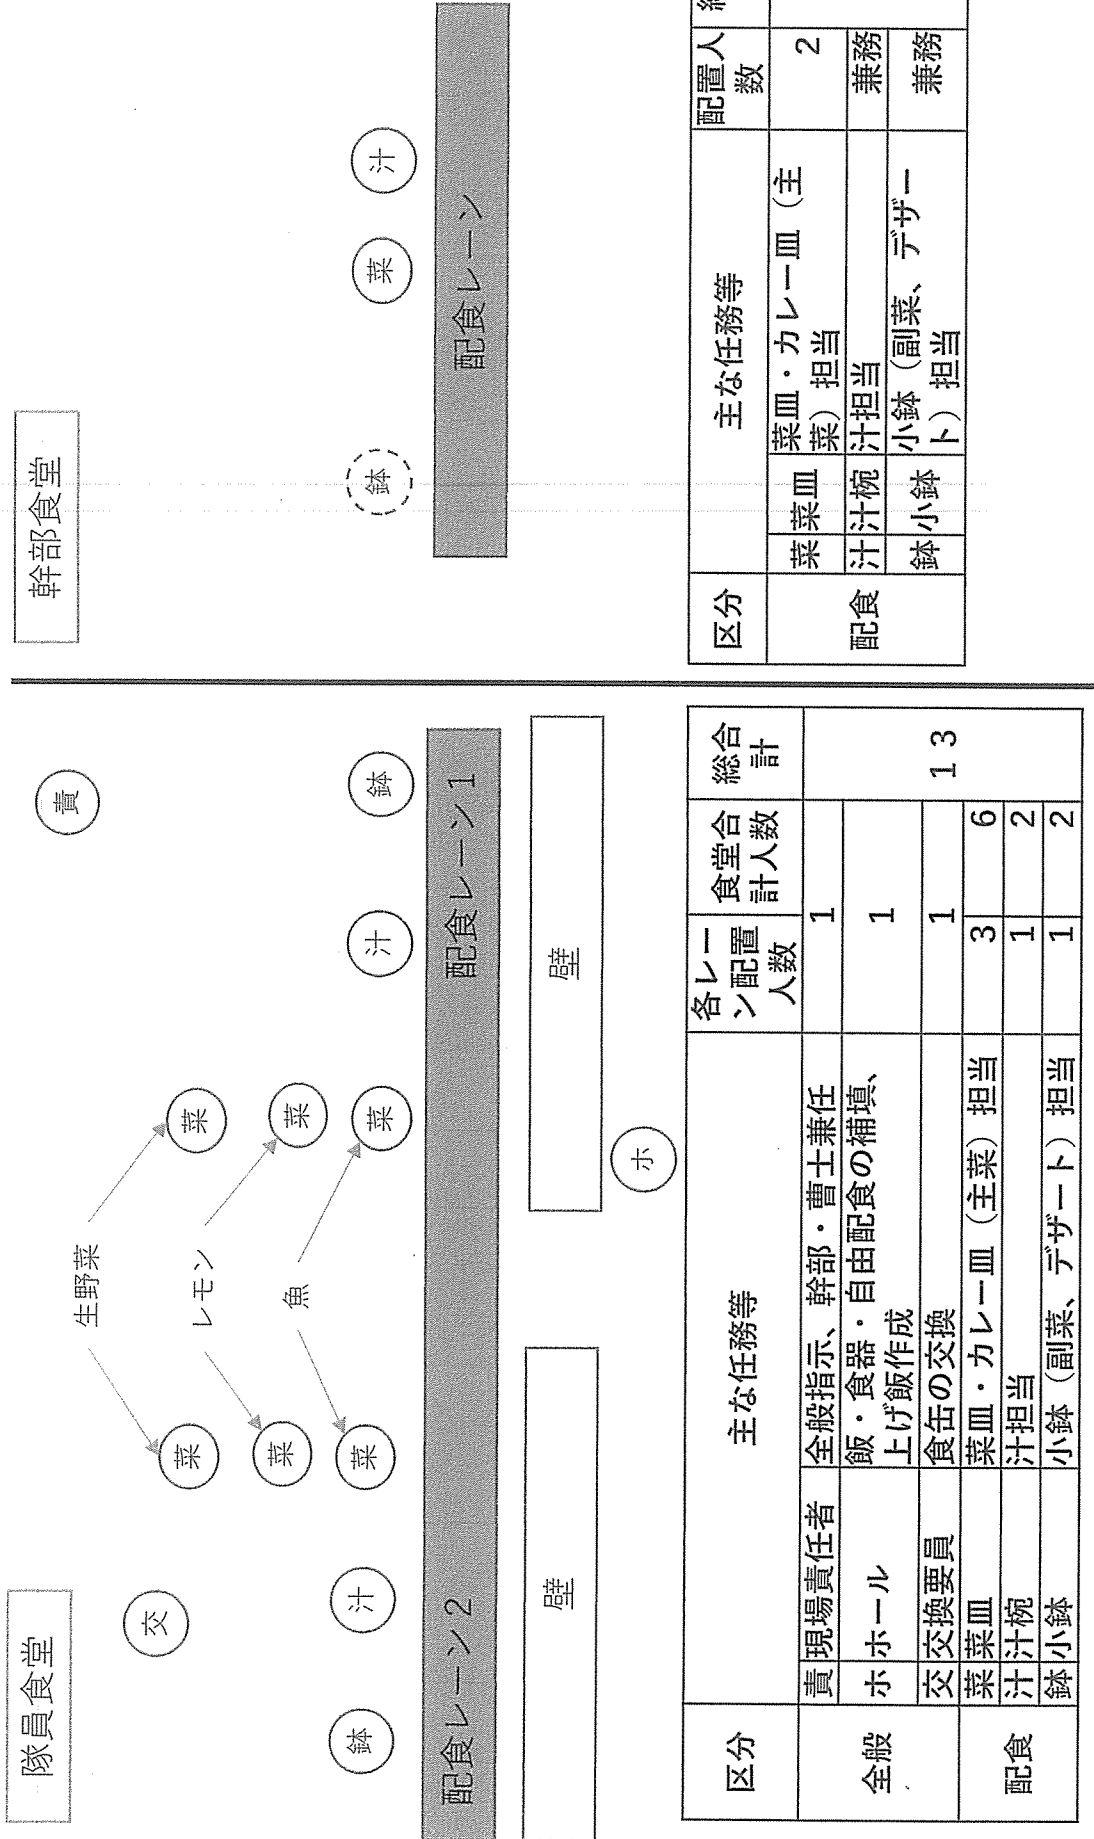 隊員食堂
生野菜
レモン
魚
責
交
菜
菜
菜
菜
菜
菜
鉢
汁
汁
鉢
配食レーン2
配食レーン1
壁
壁
ホ
区分
主な任務等
各レーン配置人数
食堂合計人数
総合計
全般
責
現場責任者
全般指示、幹部・曹士兼任
1
13
ホ
ホール
飯・食器・自由配食の補填、
上げ飯作成
1
交
交換要員
食缶の交換
1
配食
菜
菜皿
菜皿・カレー皿(主菜)担当
3
6
汁
汁椀
汁担当
1
2
鉢
小鉢
小鉢(副菜、デザート)担当
1
2
幹部食堂
鉢
菜
汁
配食レーン
区分
主な任務等
配置人
数
配食
菜
菜皿
菜皿・カレー皿(主
菜)担当
2
汁
汁椀
汁担当
兼務
鉢
小鉢
小鉢(副菜、デザー
ト)担当
兼務